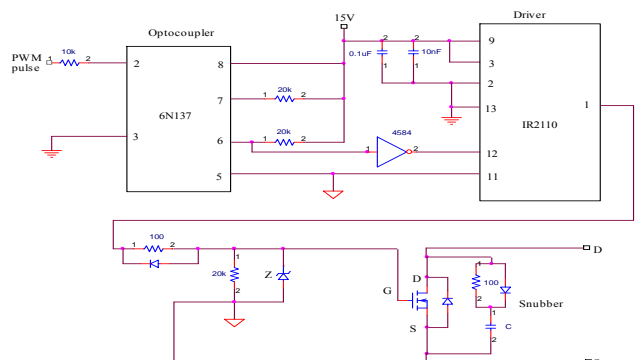 15V
Driver
Optocoupler
PWM
pulse
10k
1
2
2
3
6N137
8
7
6
5
1
20k
2
1
20k
2
0.1uF
2
1
10nF
2
1
4584
1
2
9
3
2
13
12
11
IR2110
1
100
1
2
1
20k
2
Z
G
D
S
D
1
100
2
Snubber
1
C
2